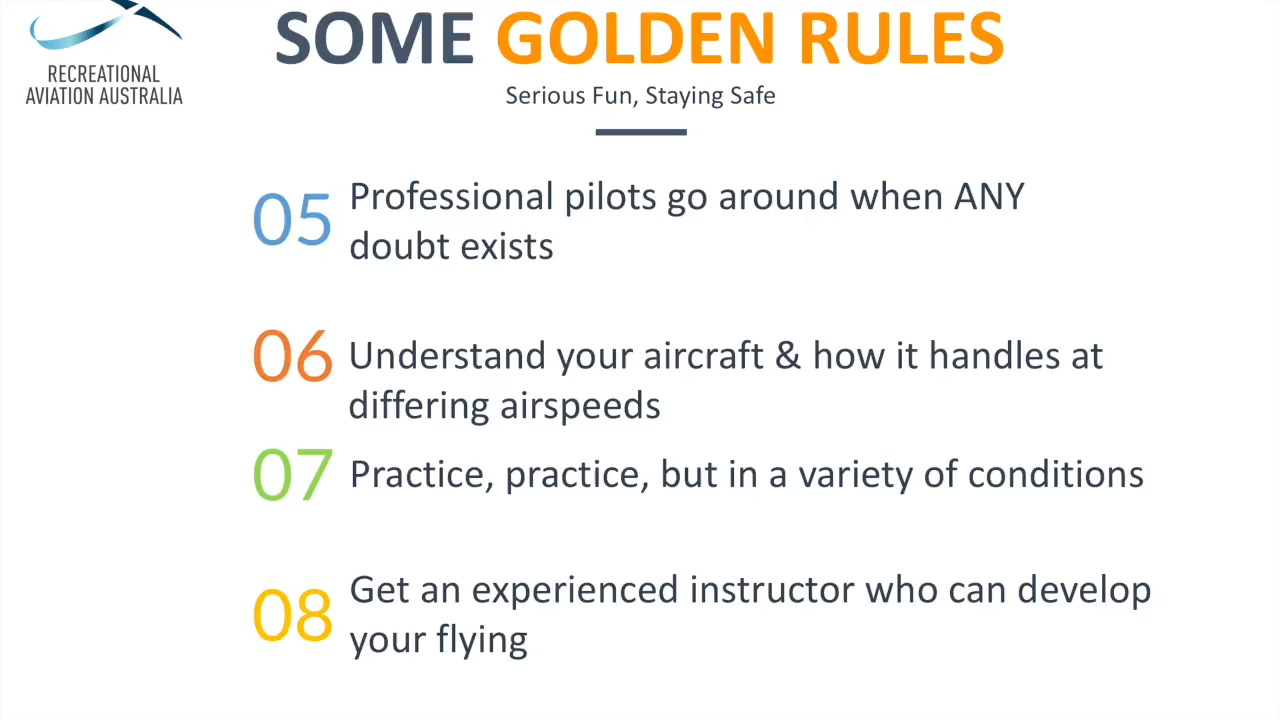 RECREATIONAL
AVIATION AUSTRALIA
SOME GOLDEN RULES
Serious Fun, Staying Safe
05
Professional pilots go around when ANY
doubt exists
06
Understand your aircraft & how it handles at
differing airspeeds
07
Practice, practice, but in a variety of conditions
08
Get an experienced instructor who can develop
your flying